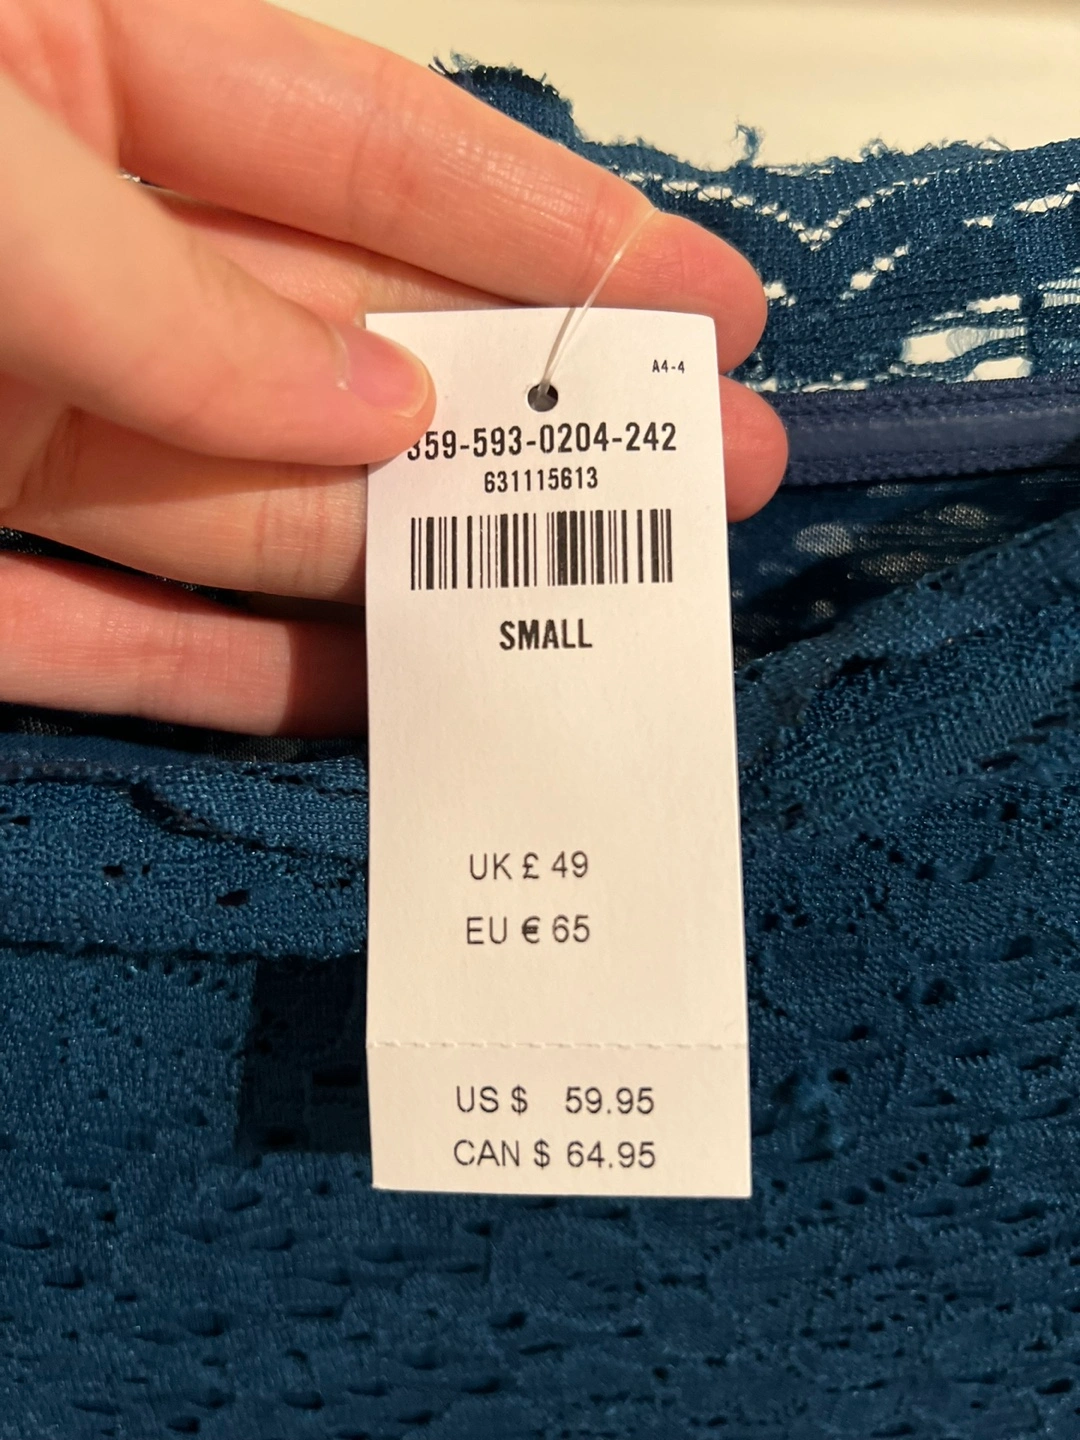 A4-4
359-593-0204-242
631115613
SMALL
UK £ 49
EU € 65
US $ 59.95
CAN $ 64.95